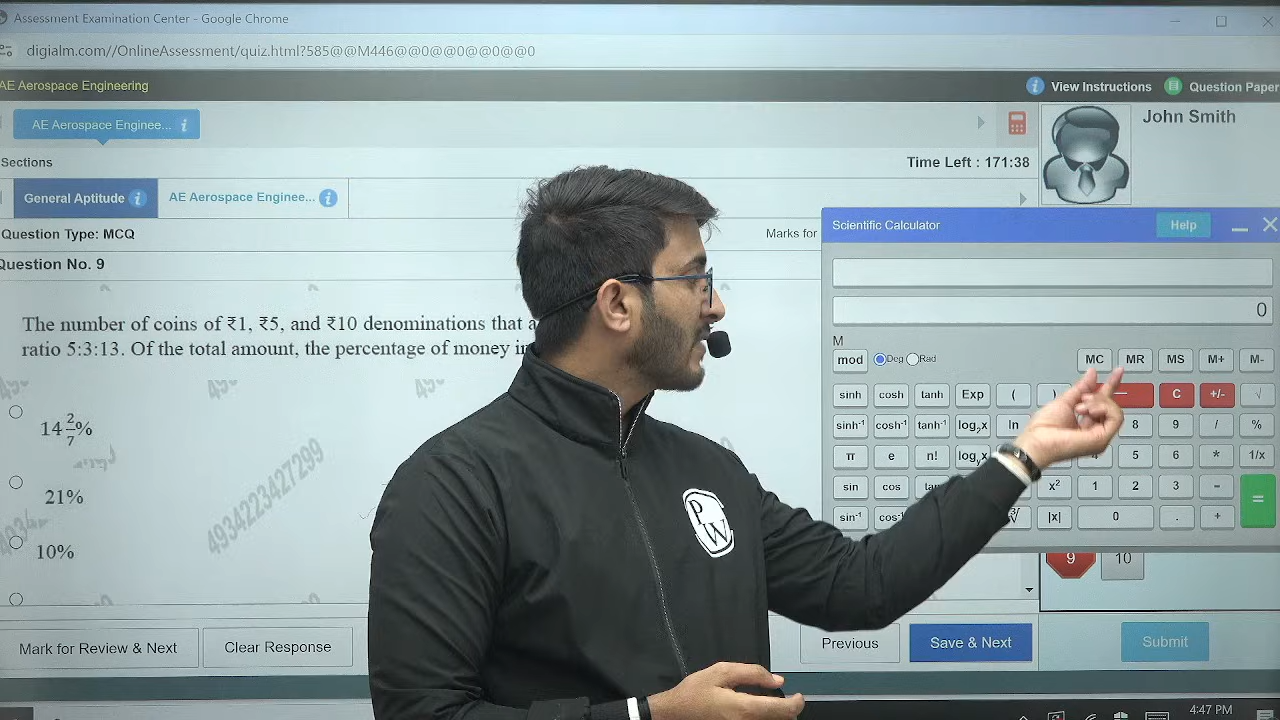 Assessment Examination Center - Google Chrome
digialm.com//OnlineAssessment/quiz.html?585@@M446@@0@@0@@0@@0
AE Aerospace Engineering
View Instructions
Question Paper
AE Aerospace Enginee... i
John Smith
Sections
Time Left : 171:38
General Aptitude i
AE Aerospace Enginee... i
Question Type: MCQ
Marks for
Scientific Calculator
Help
Question No. 9
0
The number of coins of ₹1, ₹5, and ₹10 denominations that a
ratio 5:3:13. Of the total amount, the percentage of money in
M
mod Deg Rad MC MR MS M+ M-
sinh cosh tanh Exp ( ) C +/- √
sinh⁻¹ cosh⁻¹ tanh⁻¹ log₂x ln 8 9 / %
π e n! logᵧx 4 5 6 * 1/x
sin cos tan x² 1 2 3 - =
sin⁻¹ cos⁻¹ ∛ |x| 0 . +
14 2/7%
21%
10%
4934223427299
PW
9 10
Mark for Review & Next
Clear Response
Previous
Save & Next
Submit
4:47 PM